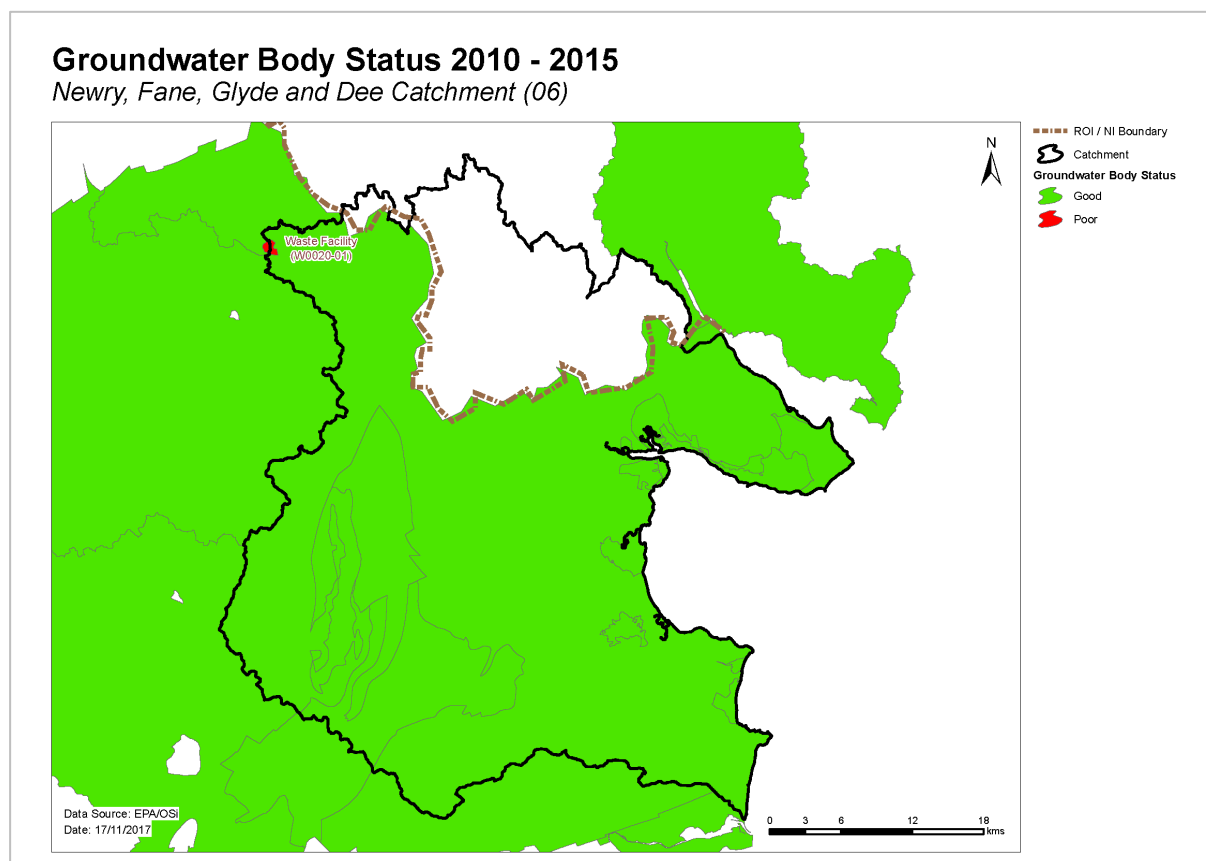 Groundwater Body Status 2010 - 2015
Newry, Fane, Glyde and Dee Catchment (06)
N
ROI / NI Boundary
Catchment
Groundwater Body Status
Good
Poor
Waste Facility
(W0020-01)
Data Source: EPA/OSi
Date: 17/11/2017
0 3 6 12 18
kms